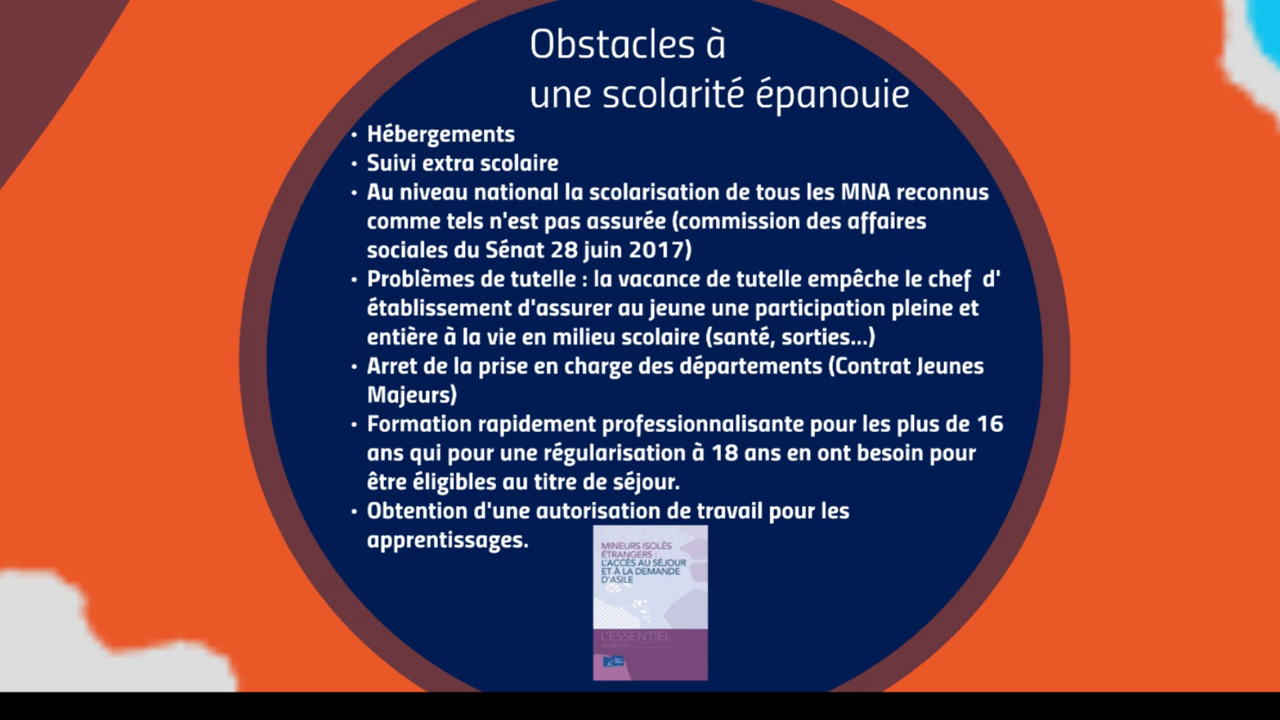 Obstacles à
une scolarité épanouie
• Hébergements
• Suivi extra scolaire
• Au niveau national la scolarisation de tous les MNA reconnus
comme tels n'est pas assurée (commission des affaires
sociales du Sénat 28 juin 2017)
• Problèmes de tutelle : la vacance de tutelle empêche le chef d'
établissement d'assurer au jeune une participation pleine et
entière à la vie en milieu scolaire (santé, sorties...)
• Arret de la prise en charge des départements (Contrat Jeunes
Majeurs)
• Formation rapidement professionnalisante pour les plus de 16
ans qui pour une régularisation à 18 ans en ont besoin pour
être éligibles au titre de séjour.
• Obtention d'une autorisation de travail pour les
apprentissages.
MINEURS ISOLÉS
ÉTRANGERS :
L'ACCÈS AU SÉJOUR
ET À LA DEMANDE
D'ASILE
L'ESSENTIEL